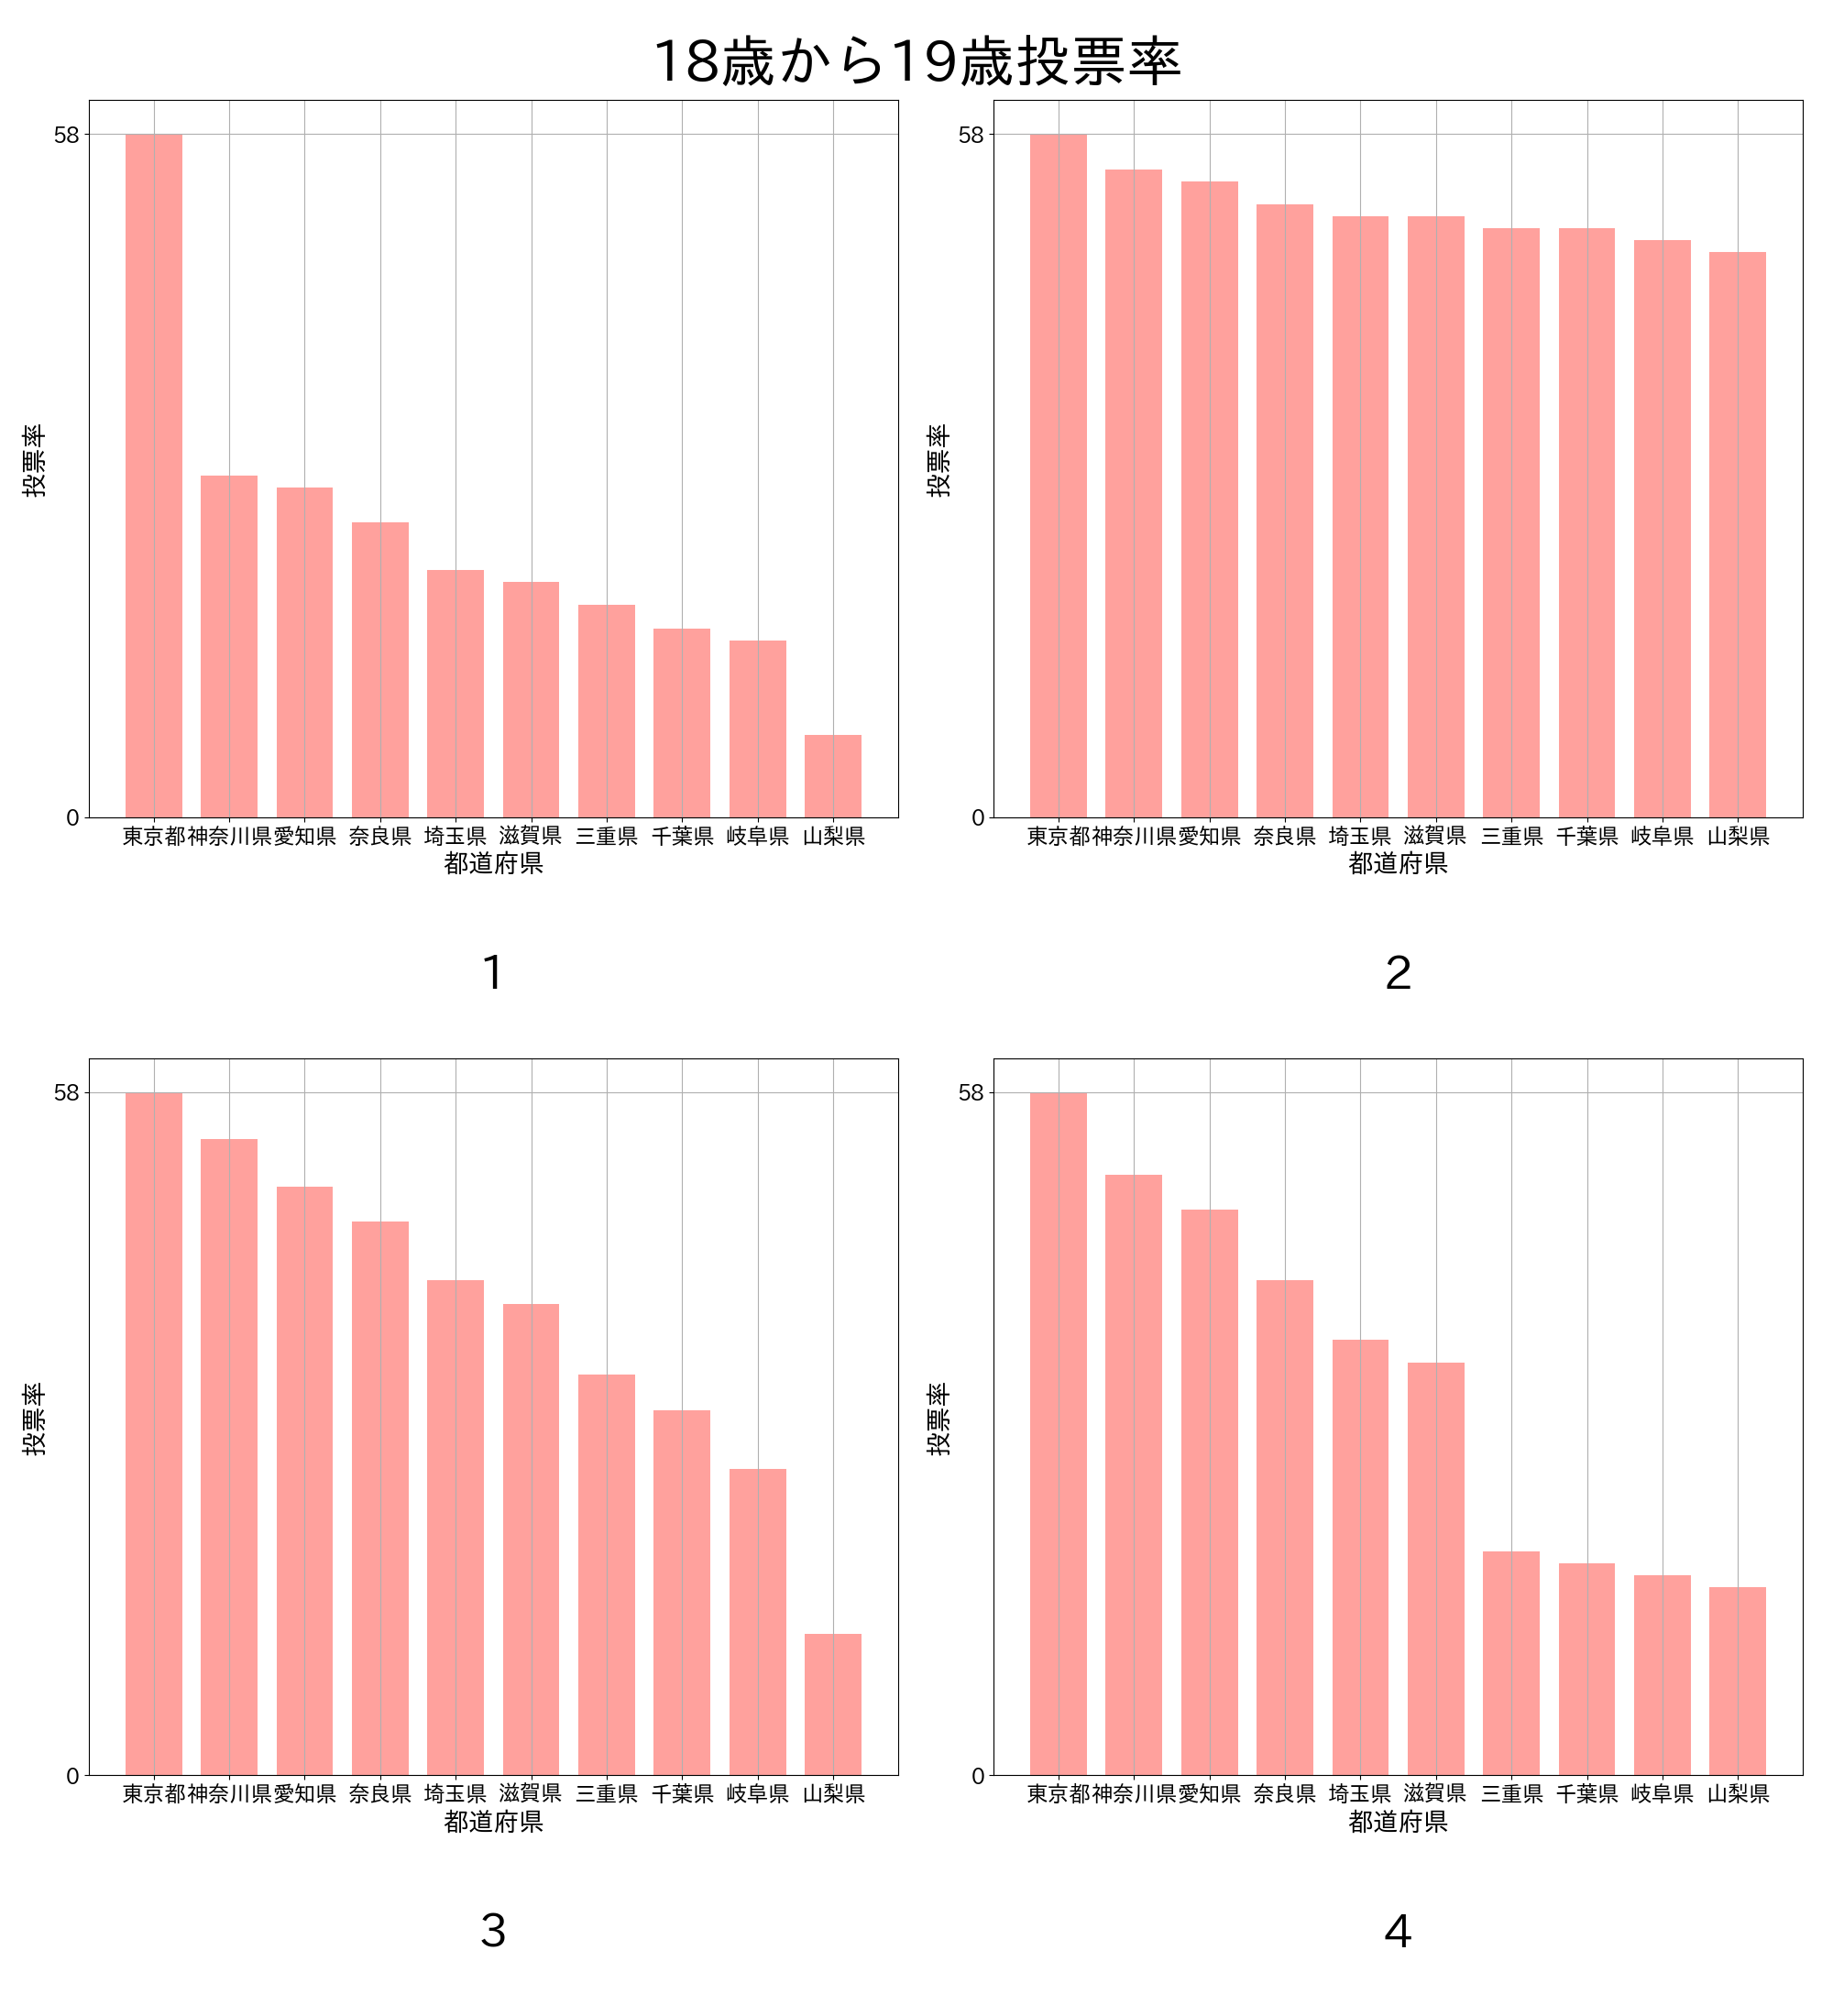 18歳から19歳投票率
58
0
投票率
東京都 神奈川県 愛知県 奈良県 埼玉県 滋賀県 三重県 千葉県 岐阜県 山梨県
都道府県
1
58
0
投票率
東京都 神奈川県 愛知県 奈良県 埼玉県 滋賀県 三重県 千葉県 岐阜県 山梨県
都道府県
2
58
0
投票率
東京都 神奈川県 愛知県 奈良県 埼玉県 滋賀県 三重県 千葉県 岐阜県 山梨県
都道府県
3
58
0
投票率
東京都 神奈川県 愛知県 奈良県 埼玉県 滋賀県 三重県 千葉県 岐阜県 山梨県
都道府県
4